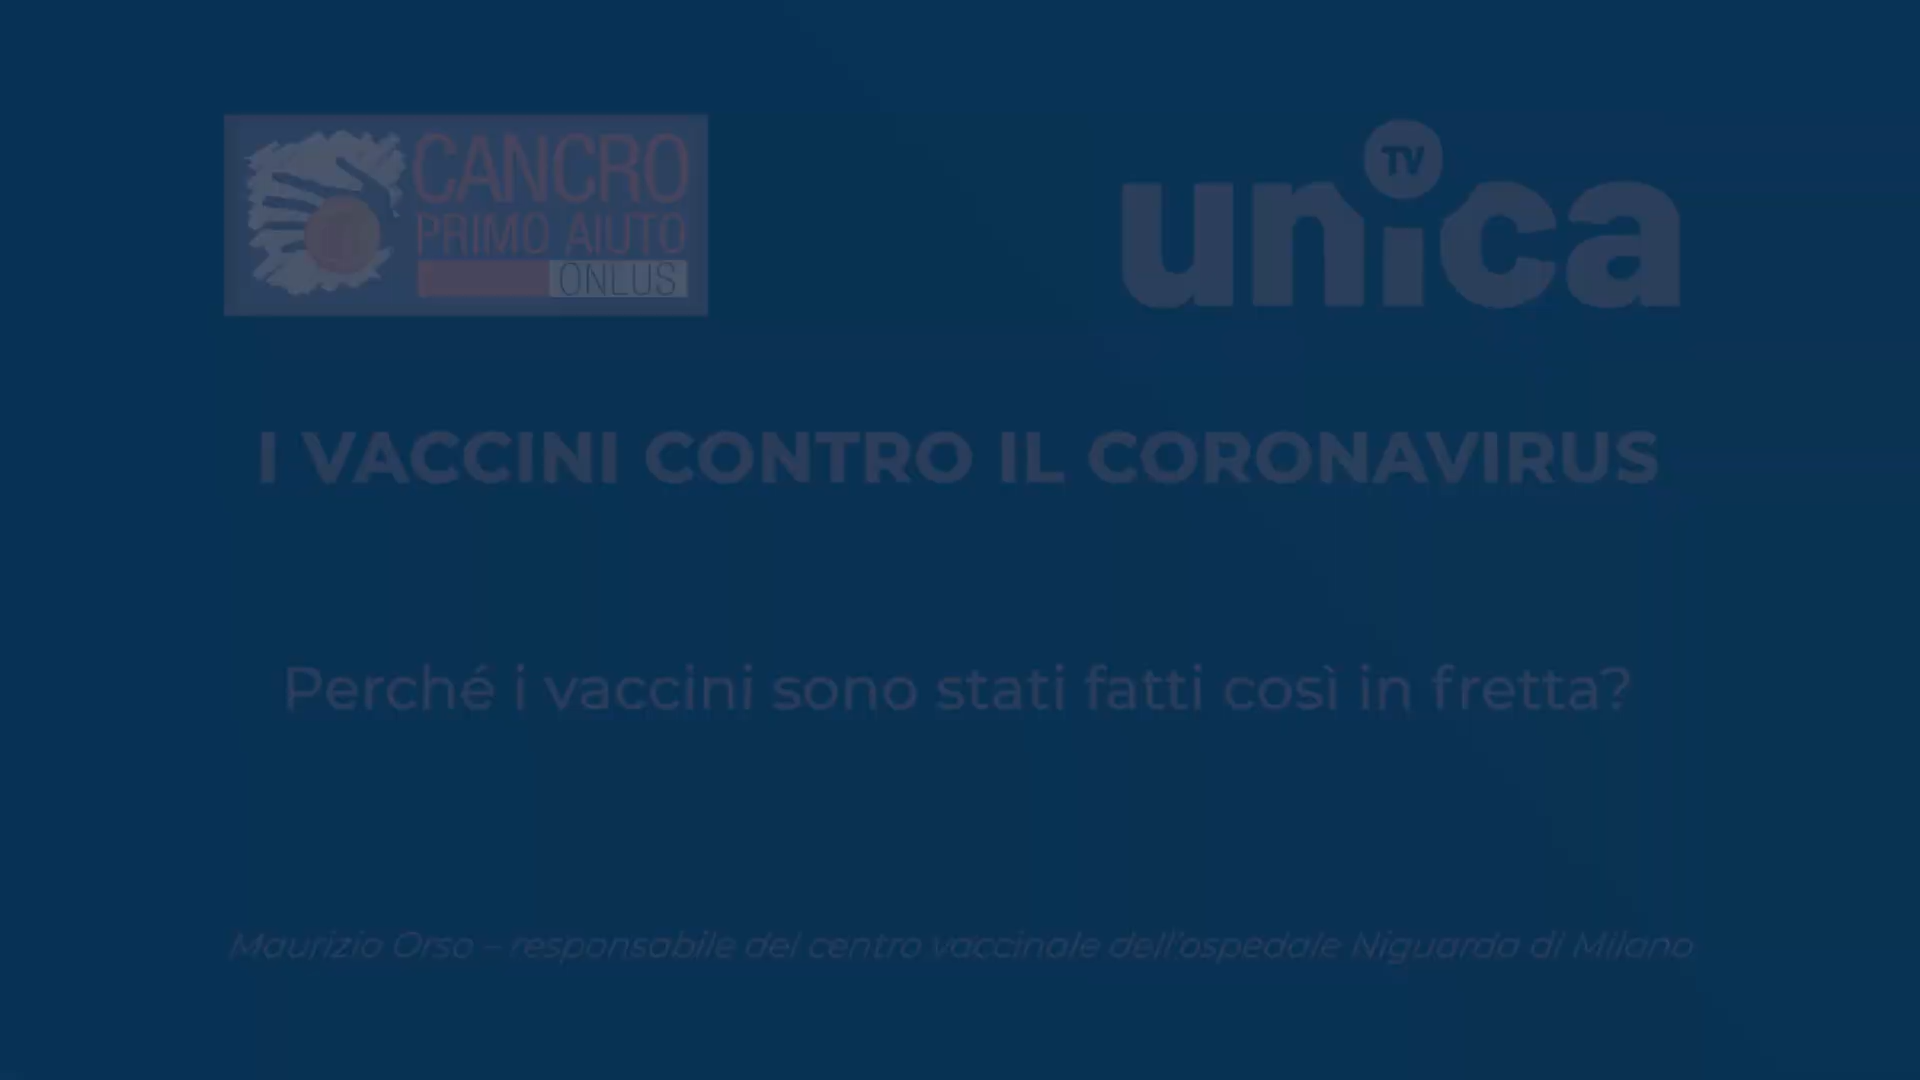 CANCRO
PRIMO AIUTO
ONLUS
TV
unica
I VACCINI CONTRO IL CORONAVIRUS
Perché i vaccini sono stati fatti così in fretta?
Maurizio Orso – responsabile del centro vaccinale dell'ospedale Niguarda di Milano